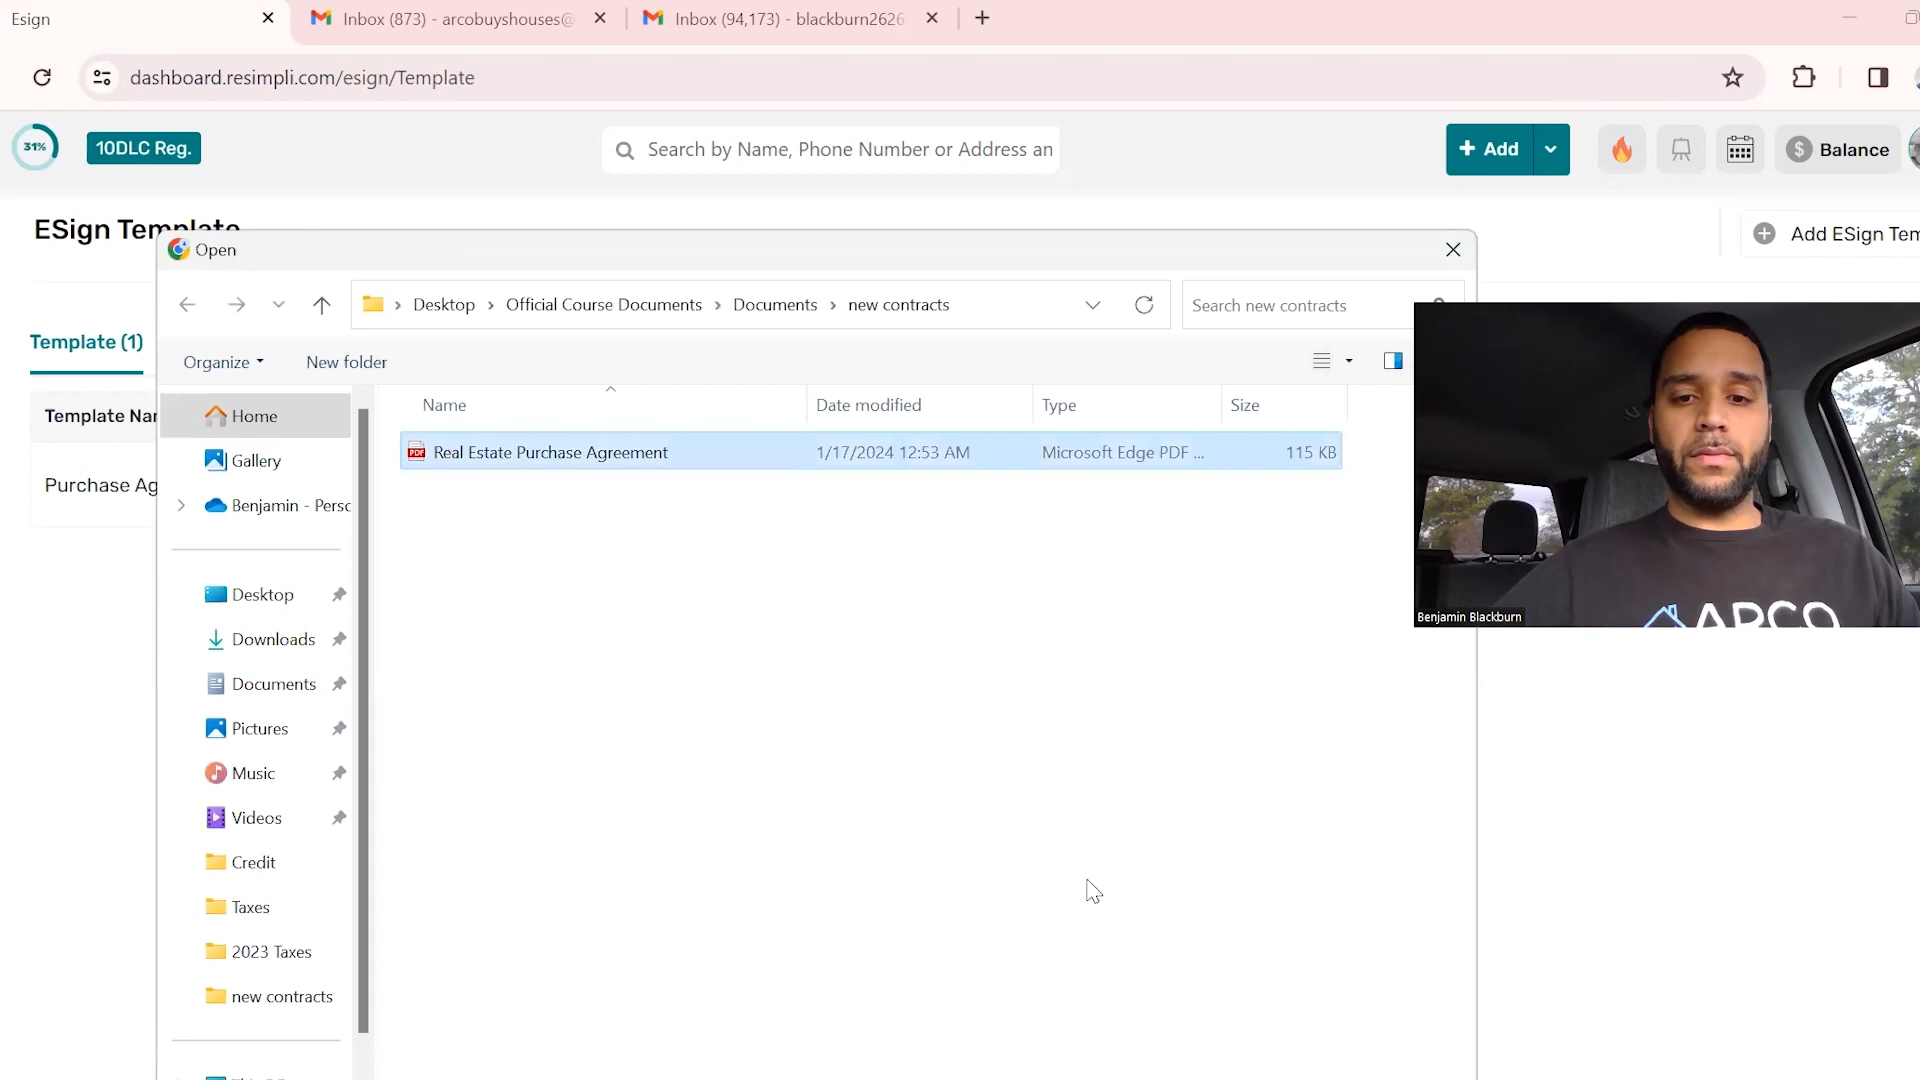 Esign
Inbox (873) - arcobuyshouses@
Inbox (94,173) - blackburn2626
dashboard.resimpli.com/esign/Template
31%
10DLC Reg.
Search by Name, Phone Number or Address an
+ Add
$ Balance
ESign Template
Add ESign Tem
Open
Desktop > Official Course Documents > Documents > new contracts
Search new contracts
Template (1)
Organize
New folder
Template Nar
Name
Date modified
Type
Size
Home
PDF Real Estate Purchase Agreement
1/17/2024 12:53 AM
Microsoft Edge PDF ...
115 KB
Gallery
Purchase Ag
Benjamin - Persc
Desktop
Downloads
Documents
Pictures
Music
Videos
Credit
Taxes
2023 Taxes
new contracts
ARCO
Benjamin Blackburn